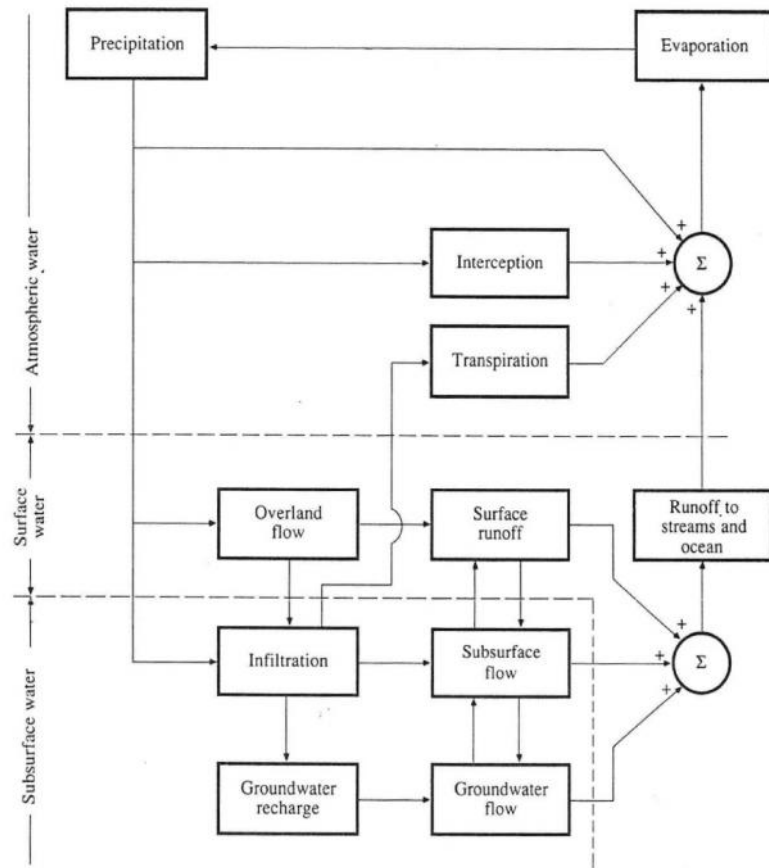 Precipitation
Evaporation
+
+
Interception
Σ
+
+
Transpiration
Atmospheric water
Overland
flow
Surface
runoff
Runoff to
streams and
ocean
Surface
water
+
Infiltration
Subsurface
flow
+
Σ
+
Subsurface water
Groundwater
recharge
Groundwater
flow